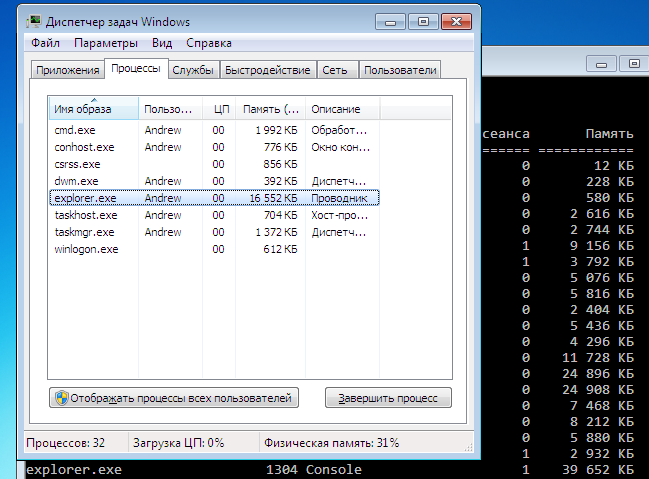 Диспетчер задач Windows
Файл Параметры Вид Справка
Приложения Процессы Службы Быстродействие Сеть Пользователи
Имя образа Пользо... ЦП Память (... Описание
cmd.exe Andrew 00 1 992 КБ Обработ...
conhost.exe Andrew 00 776 КБ Окно кон...
csrss.exe 00 856 КБ
dwm.exe Andrew 00 392 КБ Диспетч...
explorer.exe Andrew 00 16 552 КБ Проводник
taskhost.exe Andrew 00 704 КБ Хост-про...
taskmgr.exe Andrew 00 1 372 КБ Диспетч...
winlogon.exe 00 612 КБ
Отображать процессы всех пользователей Завершить процесс
Процессов: 32 Загрузка ЦП: 0% Физическая память: 31%
сеанса Память
====== ============
0 12 КБ
0 228 КБ
0 580 КБ
0 2 616 КБ
0 2 744 КБ
1 9 156 КБ
1 3 792 КБ
0 5 076 КБ
0 5 816 КБ
0 2 404 КБ
0 5 436 КБ
0 4 296 КБ
0 11 728 КБ
0 24 896 КБ
0 24 908 КБ
0 7 468 КБ
0 8 212 КБ
0 5 880 КБ
1 2 932 КБ
explorer.exe 1304 Console 1 39 652 КБ